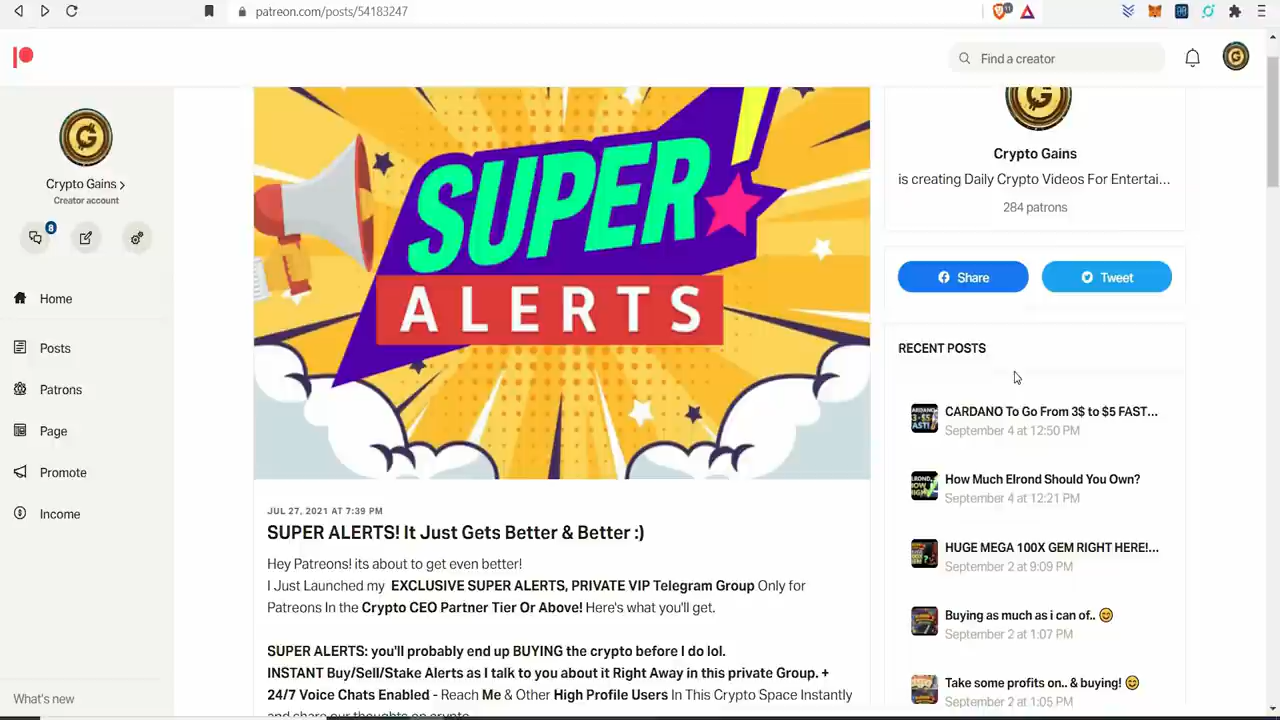 patreon.com/posts/54183247
11
Find a creator
G
Crypto Gains
Creator account
8
Home
Posts
Patrons
Page
Promote
Income
What's new
SUPER!
ALERTS
JUL 27, 2021 AT 7:39 PM
SUPER ALERTS! It Just Gets Better & Better :)
Hey Patreons! its about to get even better!
I Just Launched my EXCLUSIVE SUPER ALERTS, PRIVATE VIP Telegram Group Only for
Patreons In the Crypto CEO Partner Tier Or Above! Here's what you'll get.
SUPER ALERTS: you'll probably end up BUYING the crypto before I do lol.
INSTANT Buy/Sell/Stake Alerts as I talk to you about it Right Away in this private Group. +
24/7 Voice Chats Enabled - Reach Me & Other High Profile Users In This Crypto Space Instantly
and share our thoughts on crypto
G
Crypto Gains
is creating Daily Crypto Videos For Entertai...
284 patrons
Share
Tweet
RECENT POSTS
CARDANO To Go From 3$ to $5 FAST...
September 4 at 12:50 PM
How Much Elrond Should You Own?
September 4 at 12:21 PM
HUGE MEGA 100X GEM RIGHT HERE!...
September 2 at 9:09 PM
Buying as much as i can of..
September 2 at 1:07 PM
Take some profits on.. & buying!
September 2 at 1:05 PM